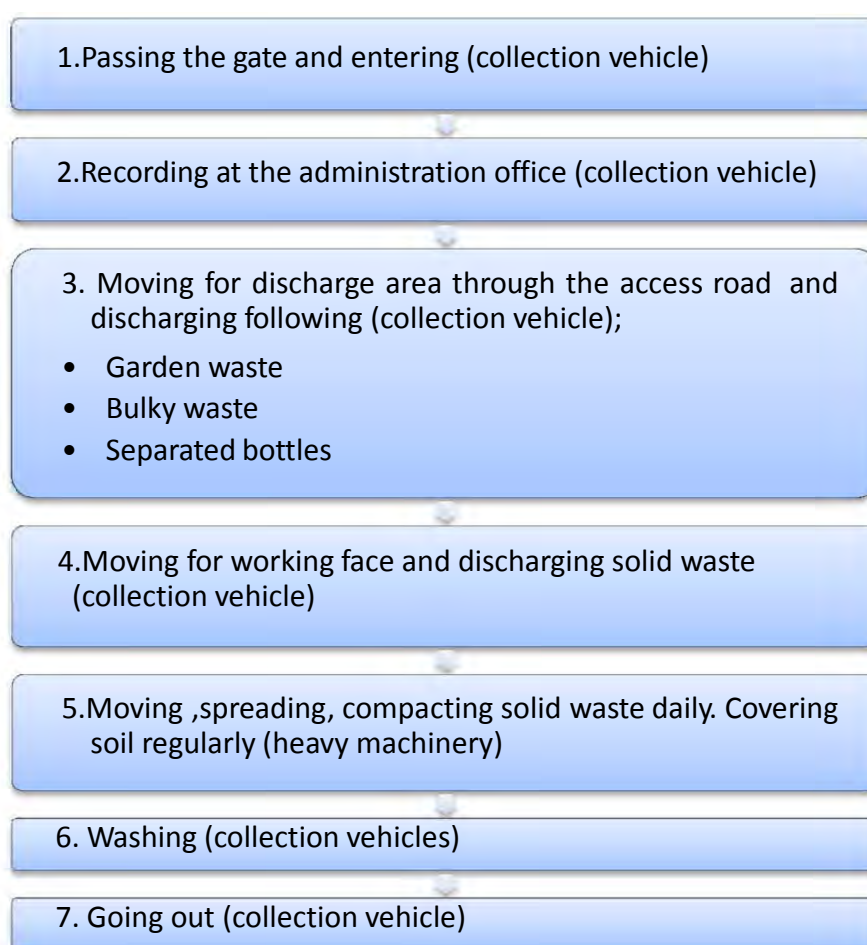 1.Passing the gate and entering (collection vehicle)
2.Recording at the administration office (collection vehicle)
3. Moving for discharge area through the access road and
discharging following (collection vehicle);
• Garden waste
• Bulky waste
• Separated bottles
4.Moving for working face and discharging solid waste
(collection vehicle)
5.Moving ,spreading, compacting solid waste daily. Covering
soil regularly (heavy machinery)
6. Washing (collection vehicles)
7. Going out (collection vehicle)